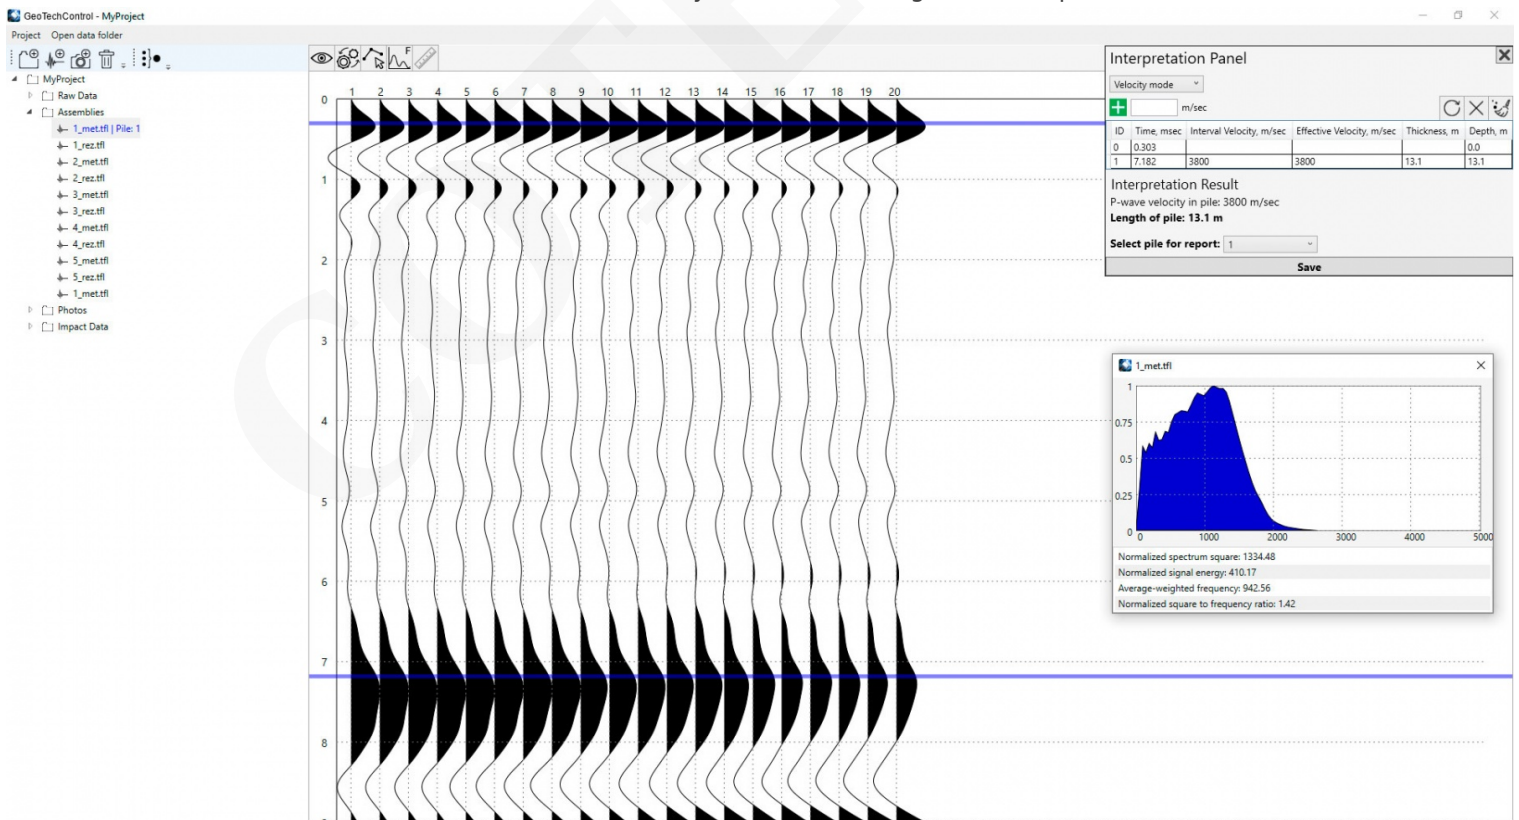 GeoTechControl - MyProject
Project Open data folder
MyProject
Raw Data
Assemblies
1_met.tfl | Pile: 1
1_rez.tfl
2_met.tfl
2_rez.tfl
3_met.tfl
3_rez.tfl
4_met.tfl
4_rez.tfl
5_met.tfl
5_rez.tfl
1_met.tfl
Photos
Impact Data
F
1 2 3 4 5 6 7 8 9 10 11 12 13 14 15 16 17 18 19 20
0
1
2
3
4
5
6
7
8
Interpretation Panel
Velocity mode
m/sec
ID Time, msec Interval Velocity, m/sec Effective Velocity, m/sec Thickness, m Depth, m
0 0.303 0.0
1 7.182 3800 3800 13.1 13.1
Interpretation Result
P-wave velocity in pile: 3800 m/sec
Length of pile: 13.1 m
Select pile for report: 1
Save
1_met.tfl
1
0.75
0.5
0.25
0
0 1000 2000 3000 4000 5000
Normalized spectrum square: 1334.48
Normalized signal energy: 410.17
Average-weighted frequency: 942.56
Normalized square to frequency ratio: 1.42